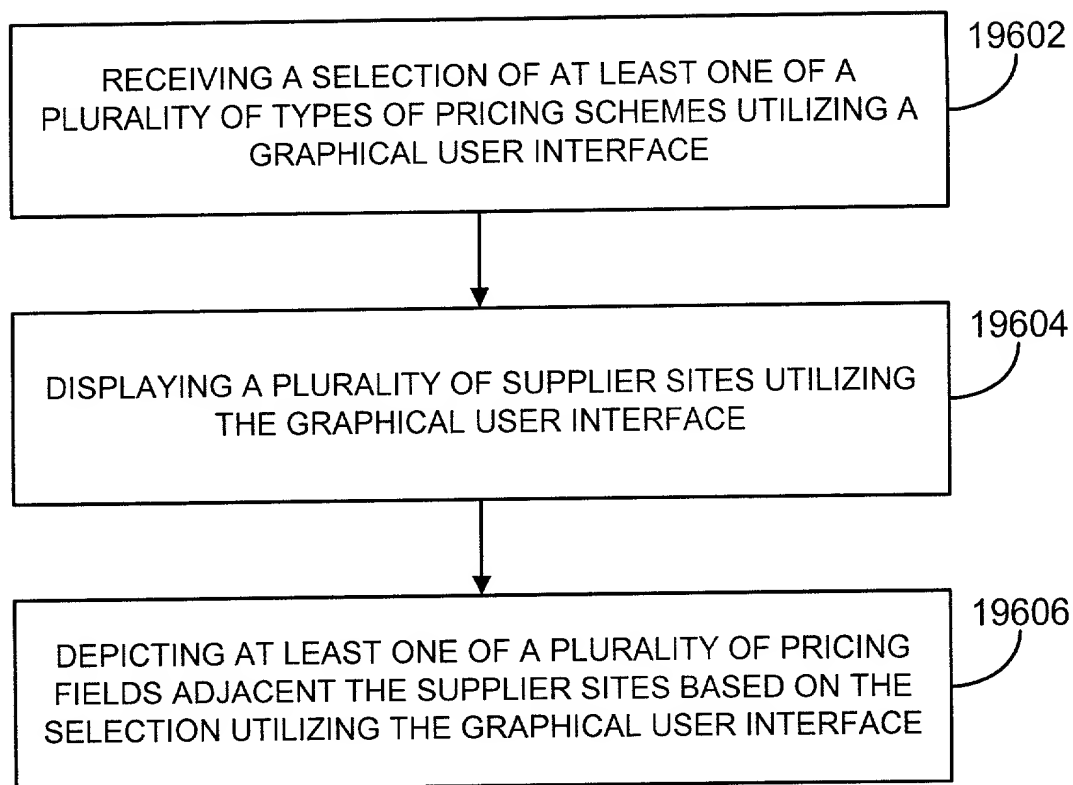 19602
RECEIVING A SELECTION OF AT LEAST ONE OF A
PLURALITY OF TYPES OF PRICING SCHEMES UTILIZING A
GRAPHICAL USER INTERFACE
19604
DISPLAYING A PLURALITY OF SUPPLIER SITES UTILIZING
THE GRAPHICAL USER INTERFACE
19606
DEPICTING AT LEAST ONE OF A PLURALITY OF PRICING
FIELDS ADJACENT THE SUPPLIER SITES BASED ON THE
SELECTION UTILIZING THE GRAPHICAL USER INTERFACE